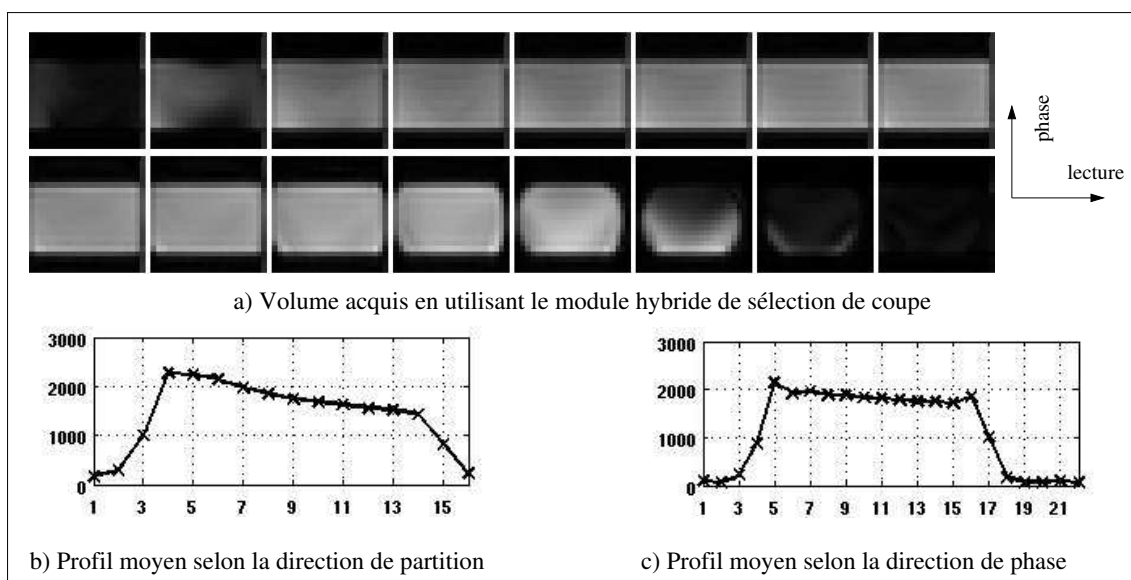 phase
lecture
a) Volume acquis en utilisant le module hybride de sélection de coupe
3000
2000
1000
0
1 3 5 7 9 11 13 15
b) Profil moyen selon la direction de partition
3000
2000
1000
0
1 3 5 7 9 11 13 15 17 19 21
c) Profil moyen selon la direction de phase